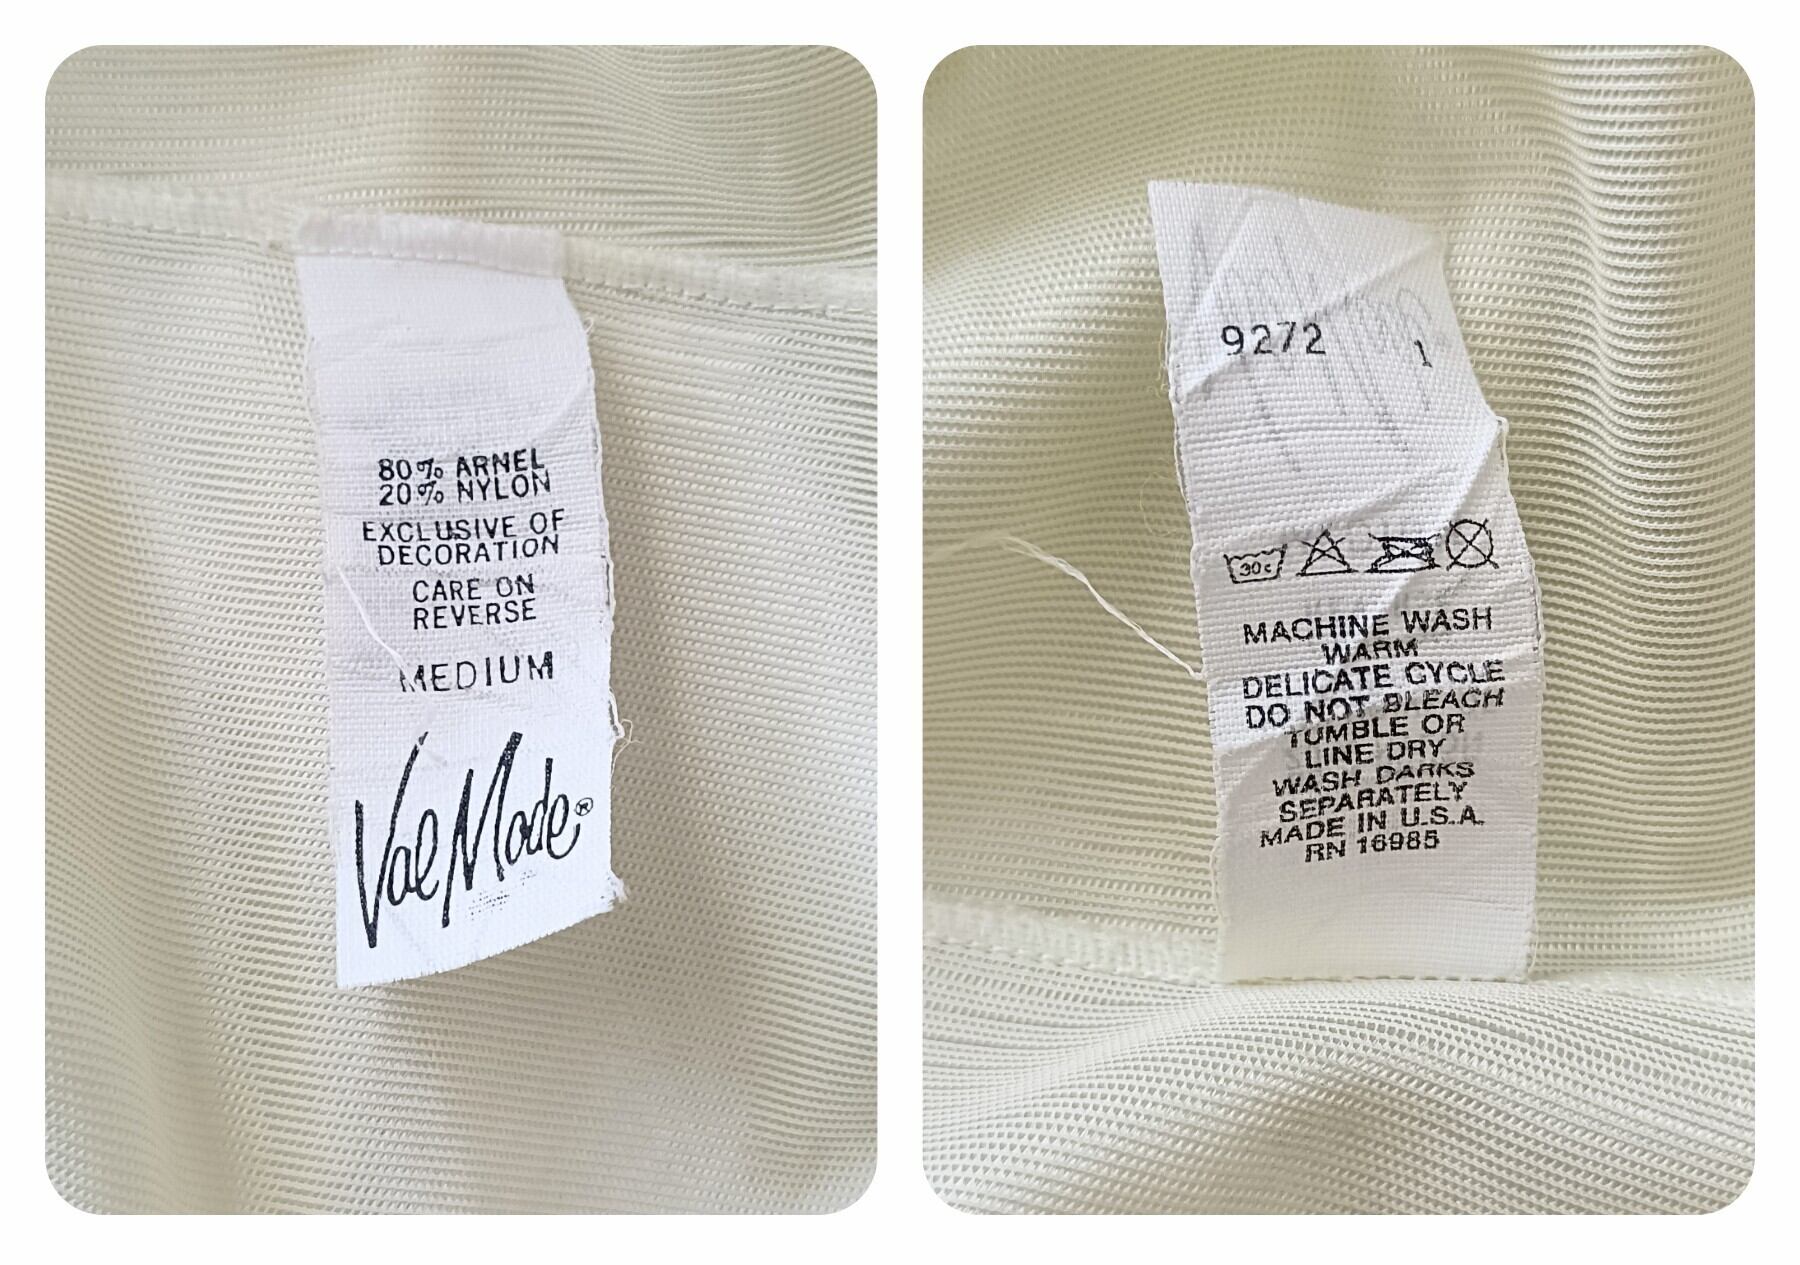 80% ARNEL
20% NYLON
EXCLUSIVE OF
DECORATION
CARE ON
REVERSE
MEDIUM
Val Mode®
9272 1
30c
MACHINE WASH
WARM
DELICATE CYCLE
DO NOT BLEACH
TUMBLE OR
LINE DRY
WASH DARKS
SEPARATELY
MADE IN U.S.A.
RN 16985